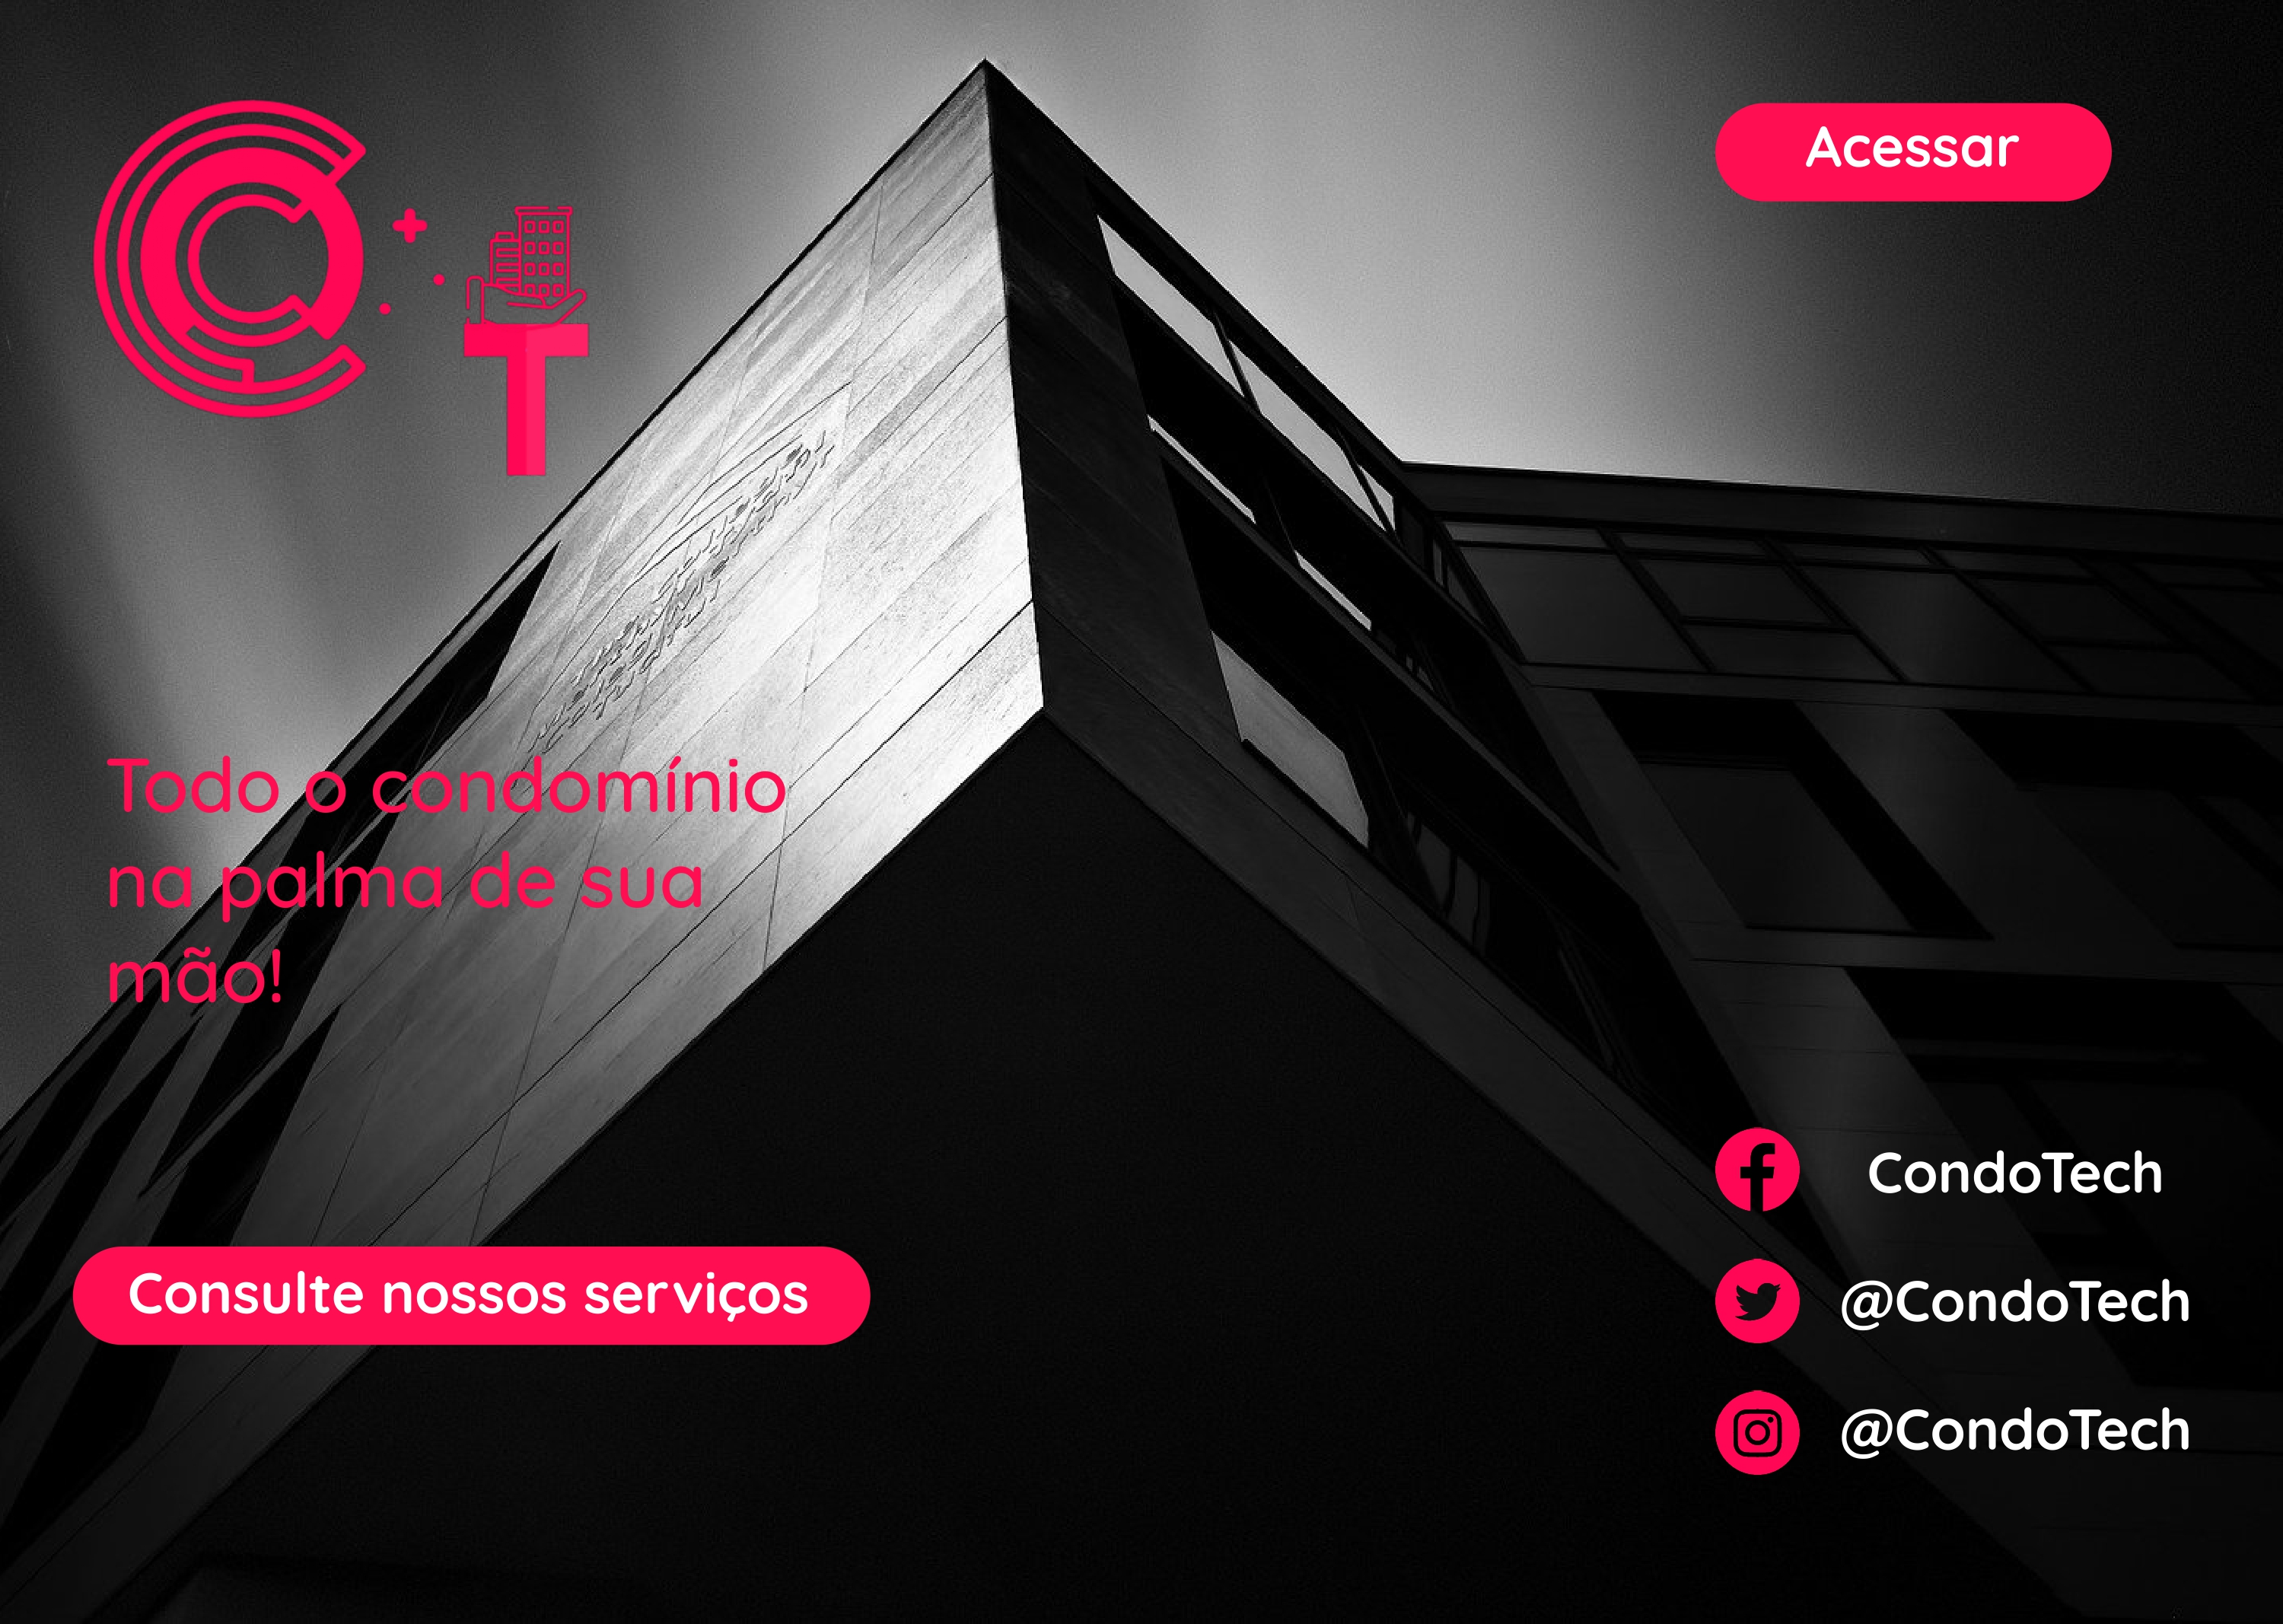 C
T
Acessar
Todo o condomínio
na palma de sua
mão!
Consulte nossos serviços
CondoTech
@CondoTech
@CondoTech